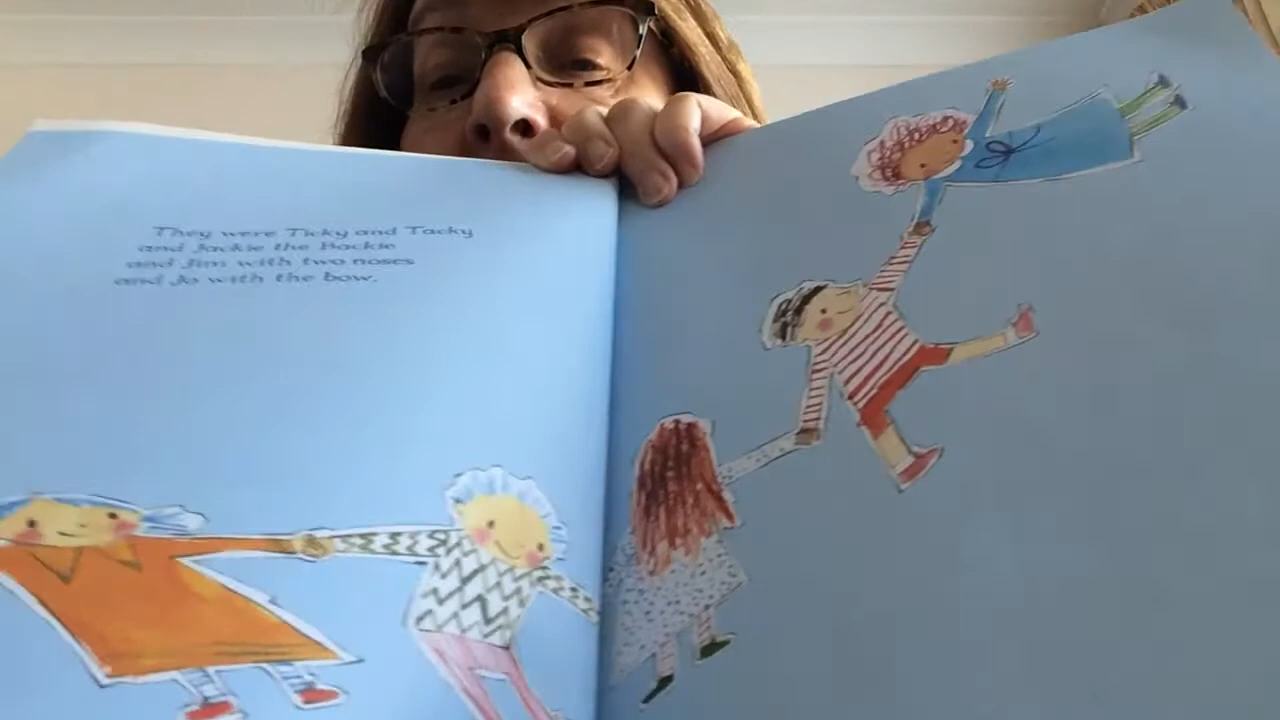 They were Ticky and Tacky
and Jackie the Backie
and Jim with two noses
and Jo with the bow.